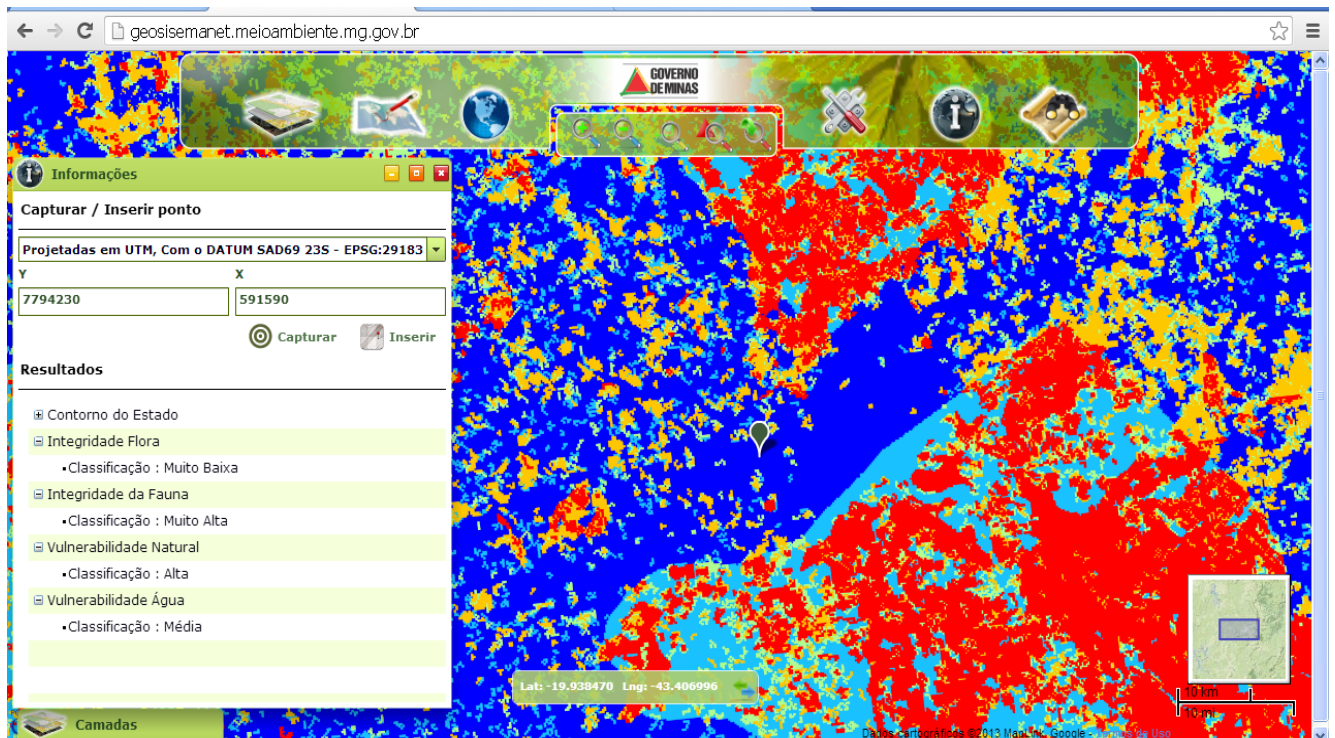 geosisemanet.meioambiente.mg.gov.br
GOVERNO
DE MINAS
Informações
Capturar / Inserir ponto
Projetadas em UTM, Com o DATUM SAD69 23S - EPSG:29183
Y X
7794230 591590
Capturar Inserir
Resultados
Contorno do Estado
Integridade Flora
Classificação : Muito Baixa
Integridade da Fauna
Classificação : Muito Alta
Vulnerabilidade Natural
Classificação : Alta
Vulnerabilidade Água
Classificação : Média
Lat: -19.938470 Lng: -43.406996
10 km
10 mi
Camadas
Dados cartográficos ©2013 MapLink, Google - Termos de Uso